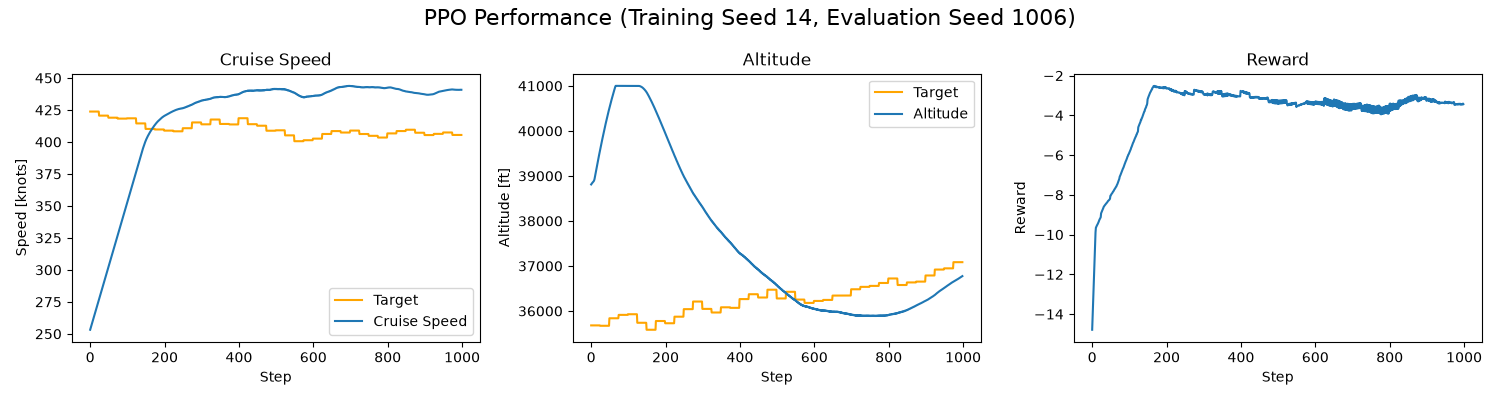 PPO Performance (Training Seed 14, Evaluation Seed 1006)
Cruise Speed
450
425
400
375
350
325
300
275
250
Speed [knots]
0 200 400 600 800 1000
Step
Target
Cruise Speed
Altitude
41000
40000
39000
38000
37000
36000
Altitude [ft]
0 200 400 600 800 1000
Step
Target
Altitude
Reward
−2
−4
−6
−8
−10
−12
−14
Reward
0 200 400 600 800 1000
Step